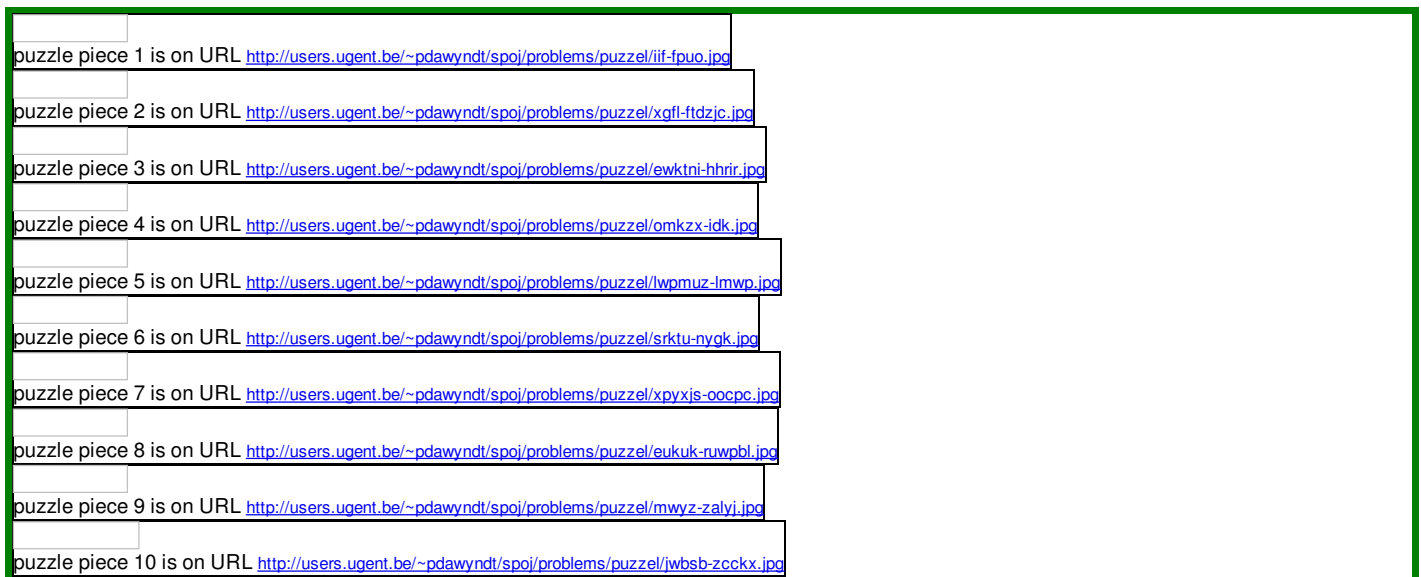 puzzle piece 1 is on URL http://users.ugent.be/~pdawyndt/spoj/problems/puzzel/iif-fpuo.jpg
puzzle piece 2 is on URL http://users.ugent.be/~pdawyndt/spoj/problems/puzzel/xgfl-ftdzjc.jpg
puzzle piece 3 is on URL http://users.ugent.be/~pdawyndt/spoj/problems/puzzel/ewktni-hhrir.jpg
puzzle piece 4 is on URL http://users.ugent.be/~pdawyndt/spoj/problems/puzzel/omkzx-idk.jpg
puzzle piece 5 is on URL http://users.ugent.be/~pdawyndt/spoj/problems/puzzel/lwpmuz-lmwp.jpg
puzzle piece 6 is on URL http://users.ugent.be/~pdawyndt/spoj/problems/puzzel/srktu-nygk.jpg
puzzle piece 7 is on URL http://users.ugent.be/~pdawyndt/spoj/problems/puzzel/xpyxjs-oocpc.jpg
puzzle piece 8 is on URL http://users.ugent.be/~pdawyndt/spoj/problems/puzzel/eukuk-ruwpbl.jpg
puzzle piece 9 is on URL http://users.ugent.be/~pdawyndt/spoj/problems/puzzel/mwyz-zalyj.jpg
puzzle piece 10 is on URL http://users.ugent.be/~pdawyndt/spoj/problems/puzzel/jwbsb-zcckx.jpg